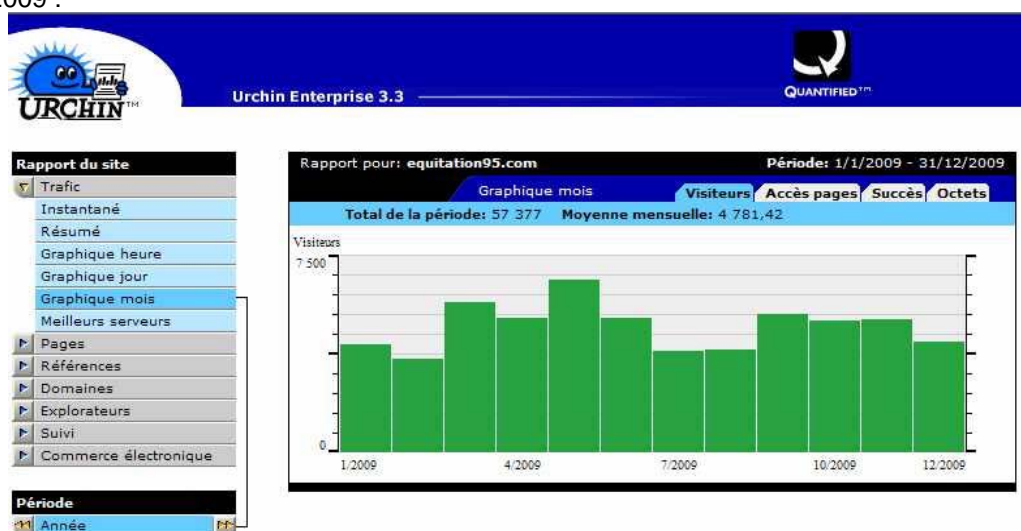 2009 :
URCHIN™
Urchin Enterprise 3.3
QUANTIFIED™
Rapport du site
Trafic
Instantané
Résumé
Graphique heure
Graphique jour
Graphique mois
Meilleurs serveurs
Pages
Références
Domaines
Explorateurs
Suivi
Commerce électronique
Période
Année
Rapport pour: equitation95.com Période: 1/1/2009 - 31/12/2009
Graphique mois Visiteurs Accès pages Succès Octets
Total de la période: 57 377 Moyenne mensuelle: 4 781,42
Visiteurs
7 500
0
1/2009 4/2009 7/2009 10/2009 12/2009